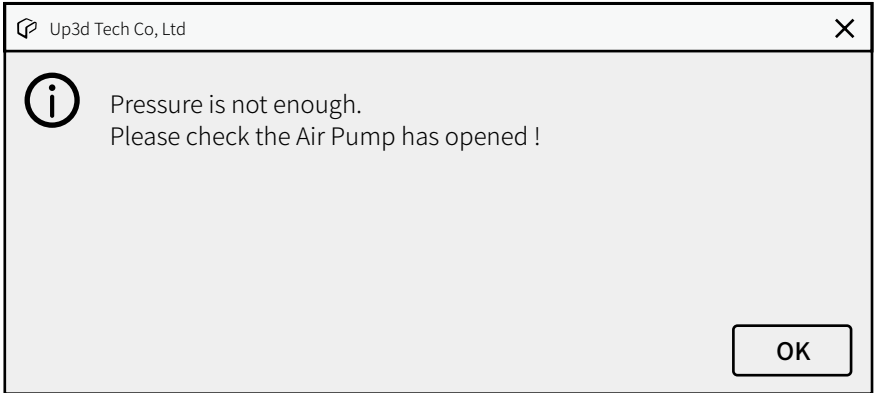 Up3d Tech Co, Ltd
Pressure is not enough.
Please check the Air Pump has opened !
OK